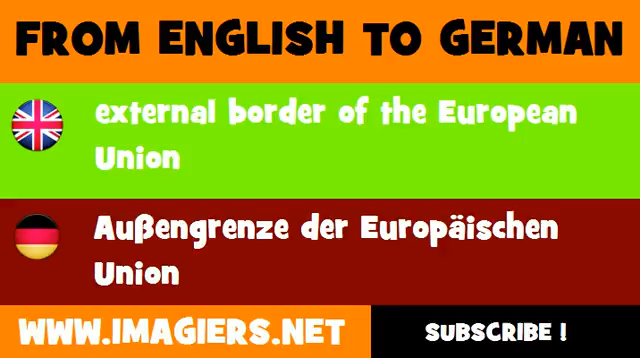 FROM ENGLISH TO GERMAN
external border of the European
Union
Außengrenze der Europäischen
Union
WWW.IMAGIERS.NET
SUBSCRIBE !